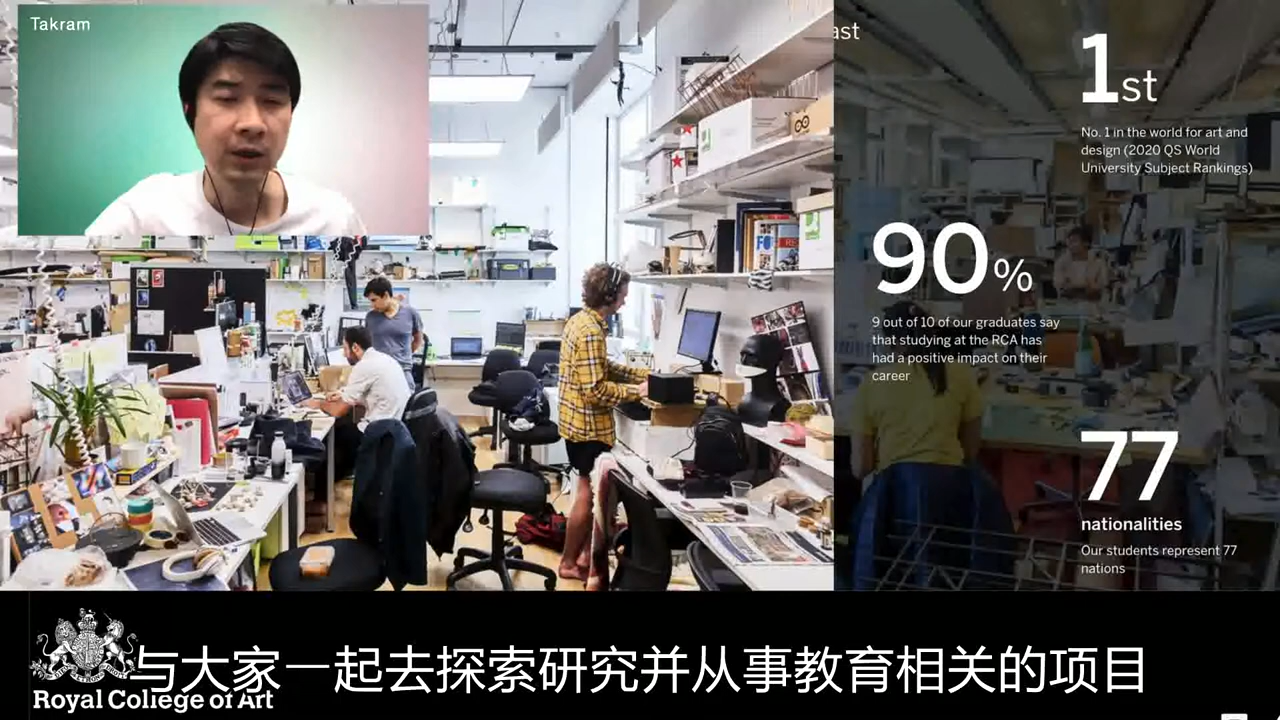 Takram
ast
1st
No. 1 in the world for art and
design (2020 QS World
University Subject Rankings)
90%
9 out of 10 of our graduates say
that studying at the RCA has
had a positive impact on their
career
77
nationalities
Our students represent 77
nations
与大家一起去探索研究并从事教育相关的项目
Royal College of Art